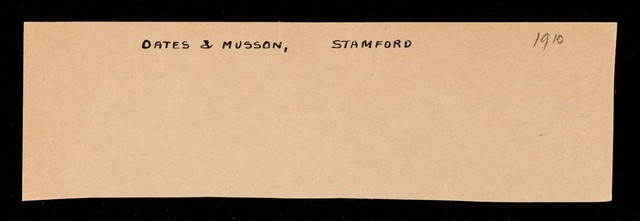 OATES & MUSSON, STAMFORD 1910